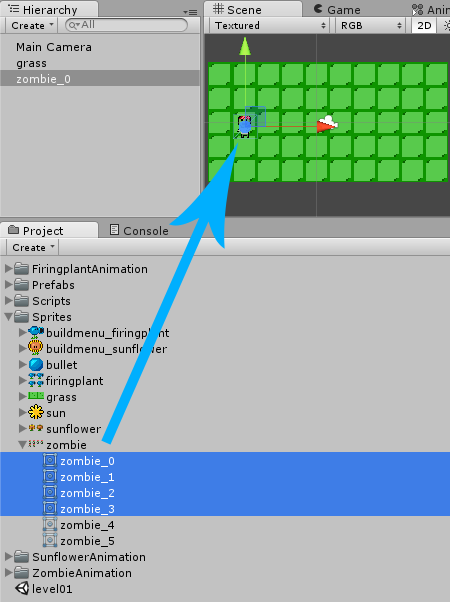 Hierarchy
Scene
Game
Ani
Create
All
Textured
RGB
2D
Main Camera
grass
zombie_0
Project
Console
Create
FiringplantAnimation
Prefabs
Scripts
Sprites
buildmenu_firingplant
buildmenu_sunflower
bullet
firingplant
grass
sun
sunflower
zombie
zombie_0
zombie_1
zombie_2
zombie_3
zombie_4
zombie_5
SunflowerAnimation
ZombieAnimation
level01